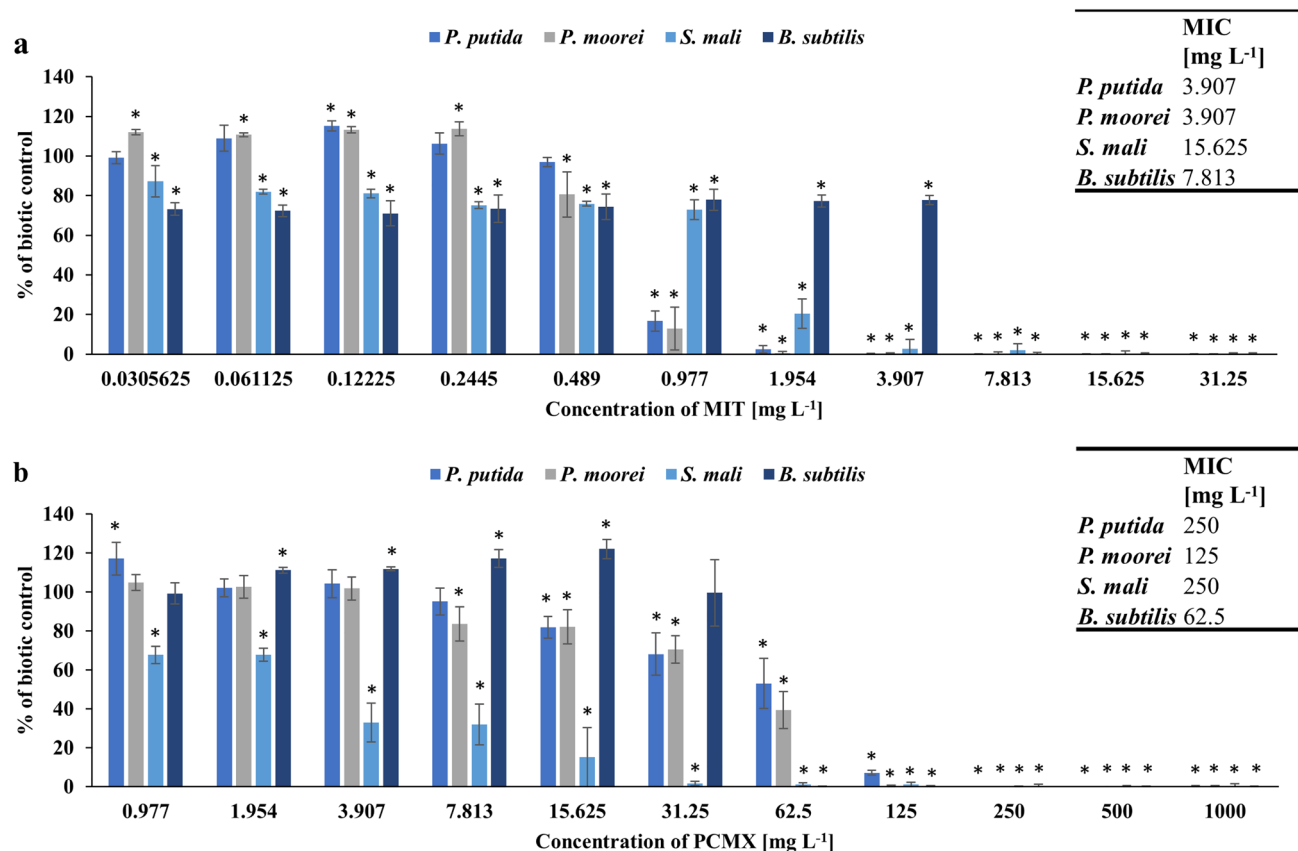 a
P. putida P. moorei S. mali B. subtilis
MIC
[mg L-1]
P. putida 3.907
P. moorei 3.907
S. mali 15.625
B. subtilis 7.813
% of biotic control
140
120
100
80
60
40
20
0
* * * * * * * * * * * * * * * * * * * * * * * * * * * * * * * * * * * * * *
0.0305625 0.061125 0.12225 0.2445 0.489 0.977 1.954 3.907 7.813 15.625 31.25
Concentration of MIT [mg L-1]
b
P. putida P. moorei S. mali B. subtilis
MIC
[mg L-1]
P. putida 250
P. moorei 125
S. mali 250
B. subtilis 62.5
% of biotic control
140
120
100
80
60
40
20
0
* * * * * * * * * * * * * * * * * * * * * * * * * * * * * * * * * *
0.977 1.954 3.907 7.813 15.625 31.25 62.5 125 250 500 1000
Concentration of PCMX [mg L-1]